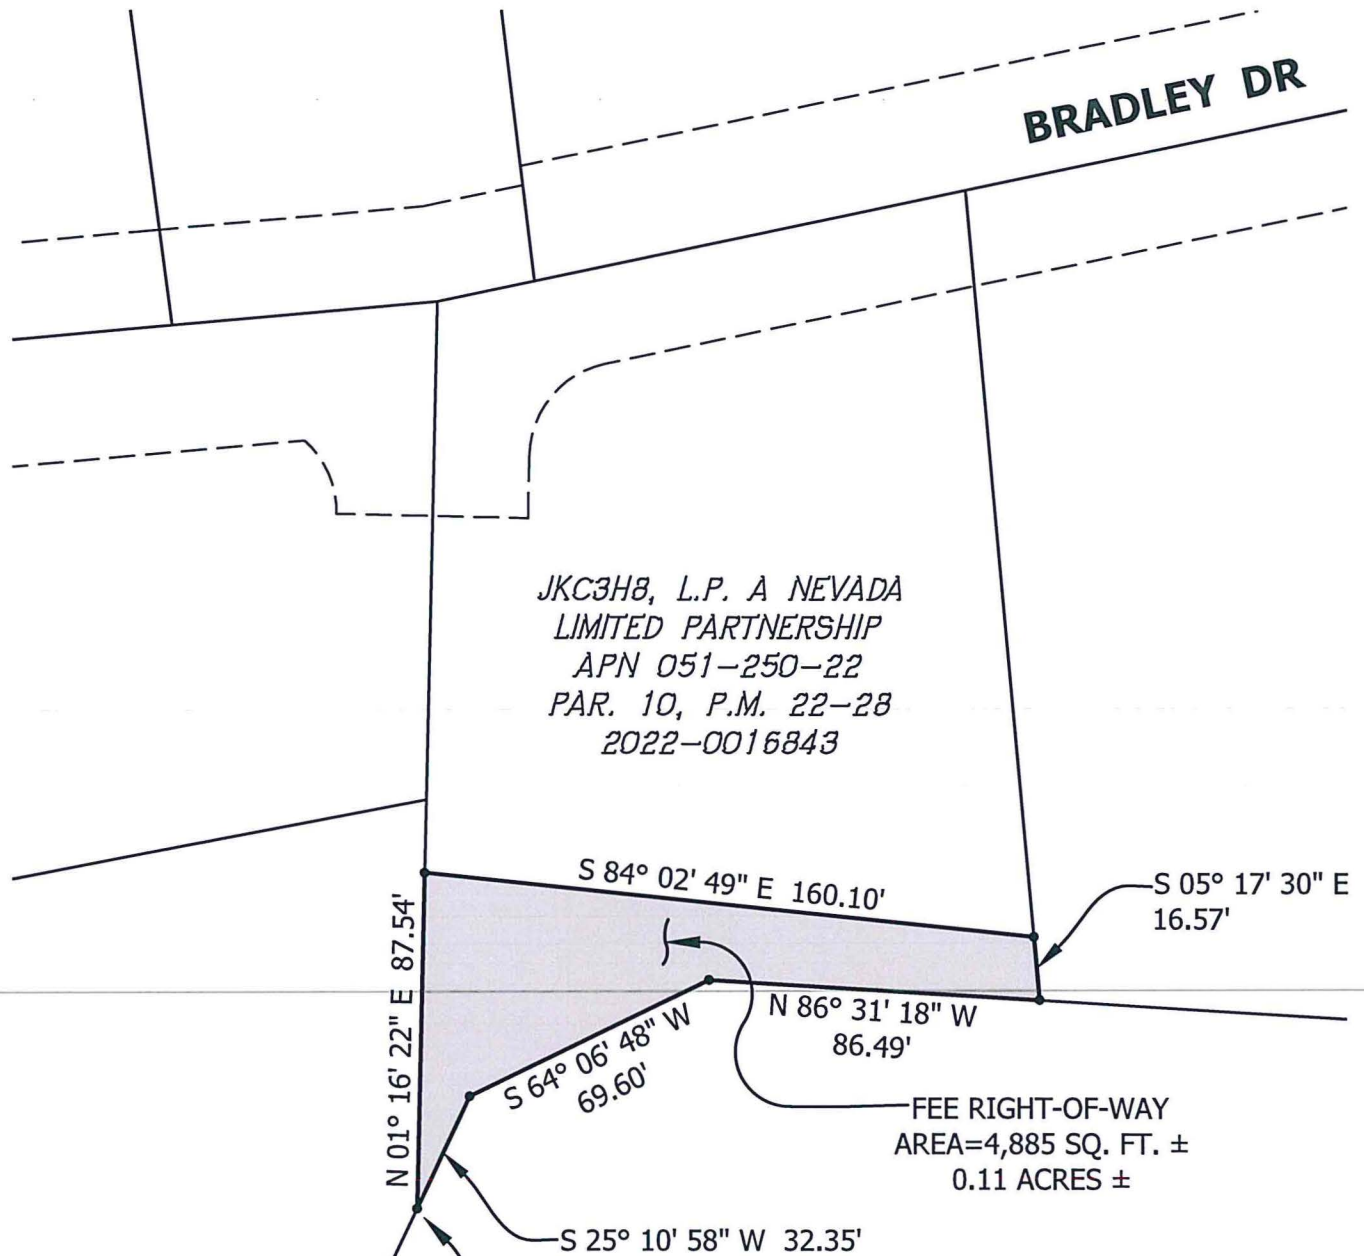 BRADLEY DR
JKC3H8, L.P. A NEVADA
LIMITED PARTNERSHIP
APN 051-250-22
PAR. 10, P.M. 22-28
2022-0016843
S 84° 02' 49" E 160.10'
S 05° 17' 30" E
16.57'
N 01° 16' 22" E 87.54'
N 86° 31' 18" W
86.49'
S 64° 06' 48" W
69.60'
FEE RIGHT-OF-WAY
AREA=4,885 SQ. FT. ±
0.11 ACRES ±
S 25° 10' 58" W 32.35'